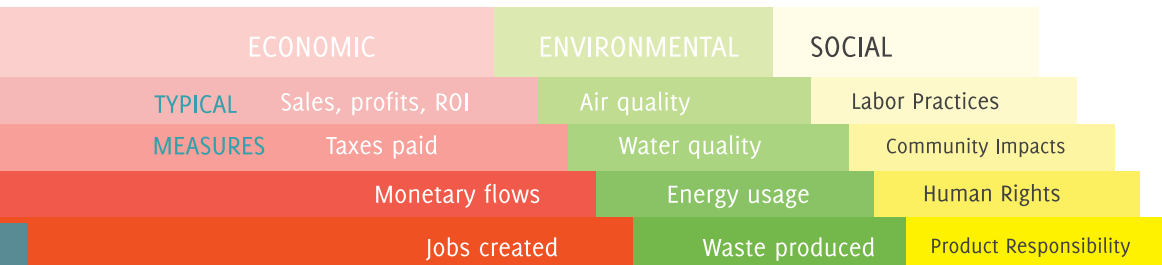 ECONOMIC ENVIRONMENTAL SOCIAL
TYPICAL Sales, profits, ROI Air quality Labor Practices
MEASURES Taxes paid Water quality Community Impacts
Monetary flows Energy usage Human Rights
Jobs created Waste produced Product Responsibility